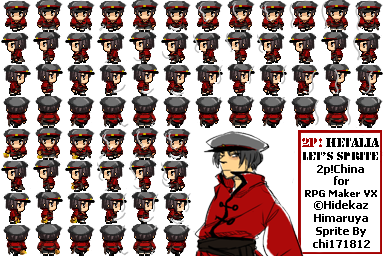 2P! HETALIA
LET'S SPRITE
2p!China
for
RPG Maker VX
©Hidekaz
Himaruya
Sprite By
chi171812